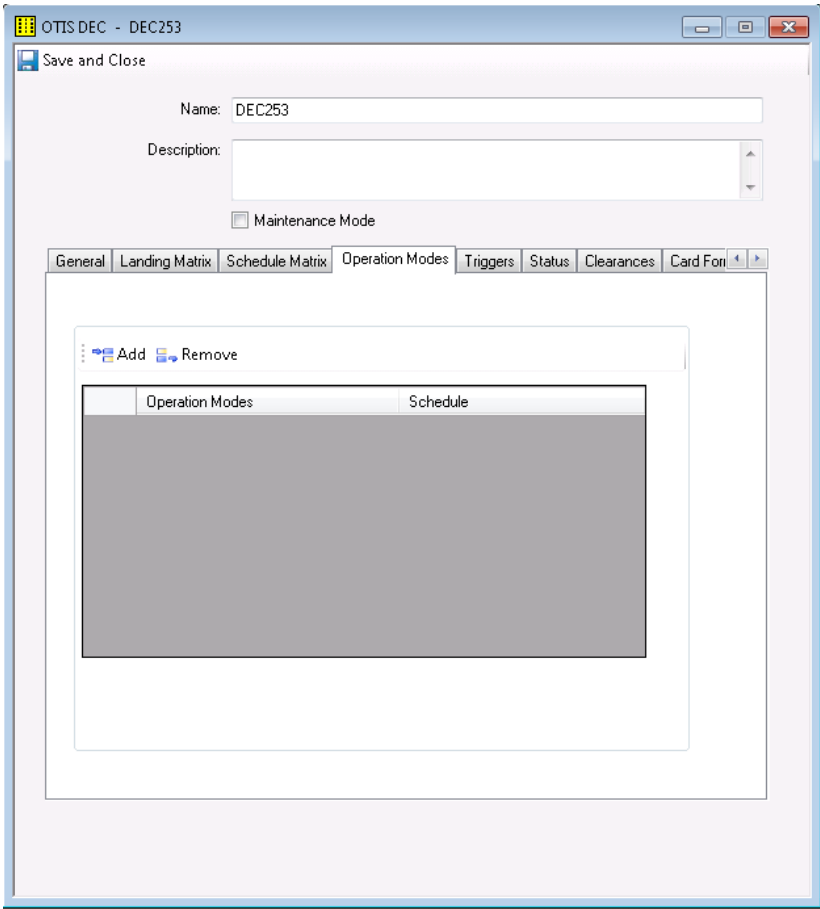 OTIS DEC - DEC253
Save and Close
Name: DEC253
Description:
Maintenance Mode
General Landing Matrix Schedule Matrix Operation Modes Triggers Status Clearances Card For
Add Remove
Operation Modes Schedule